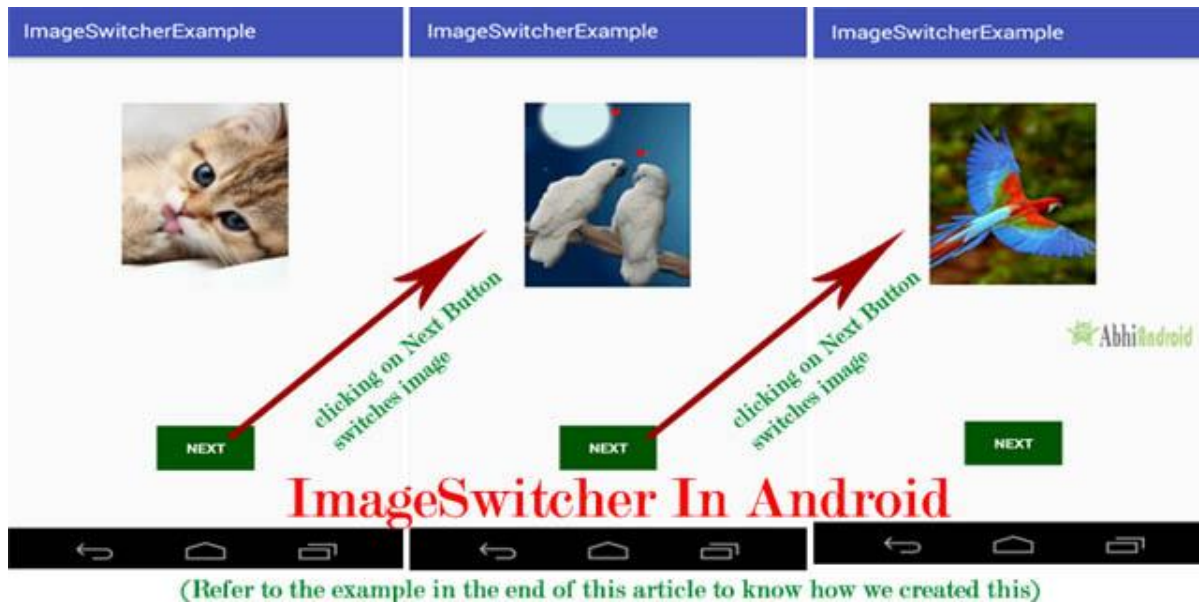 ImageSwitcherExample
ImageSwitcherExample
ImageSwitcherExample
clicking on Next Button
switches image
clicking on Next Button
switches image
AbhiAndroid
NEXT
NEXT
NEXT
ImageSwitcher In Android
(Refer to the example in the end of this article to know how we created this)